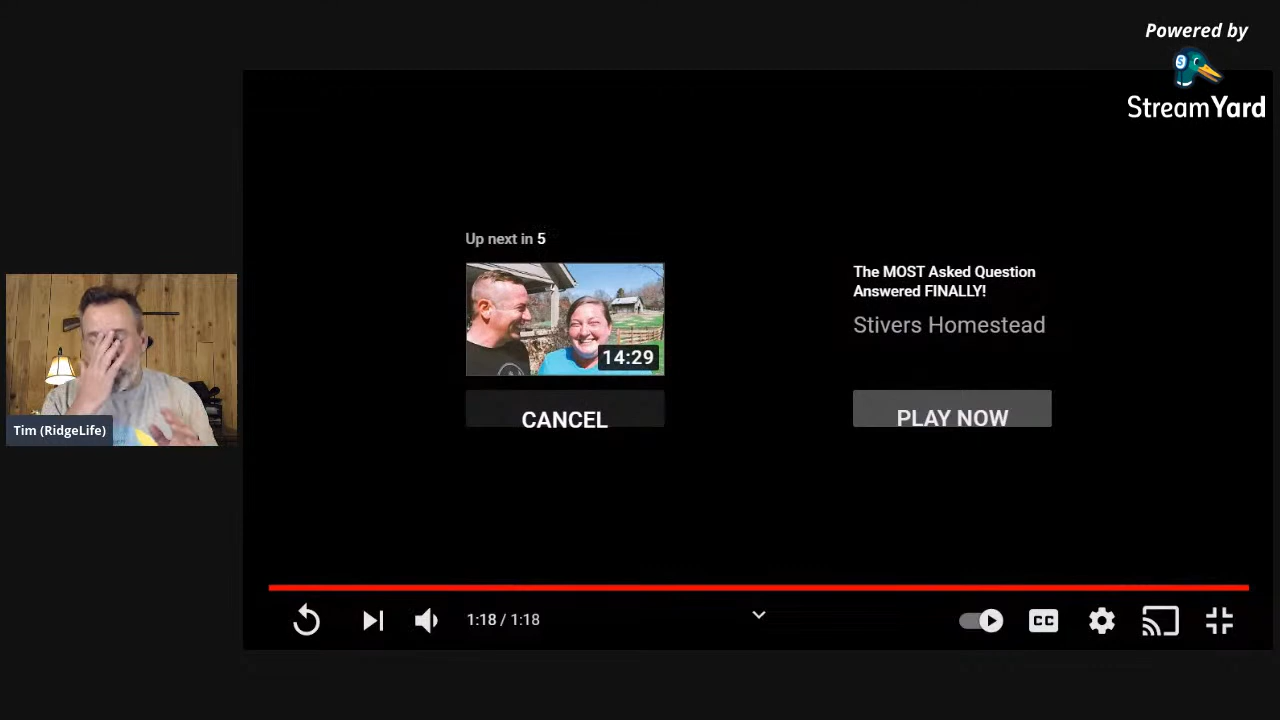 Powered by
StreamYard
Up next in 5
14:29
The MOST Asked Question
Answered FINALLY!
Stivers Homestead
CANCEL
PLAY NOW
Tim (RidgeLife)
1:18 / 1:18
CC